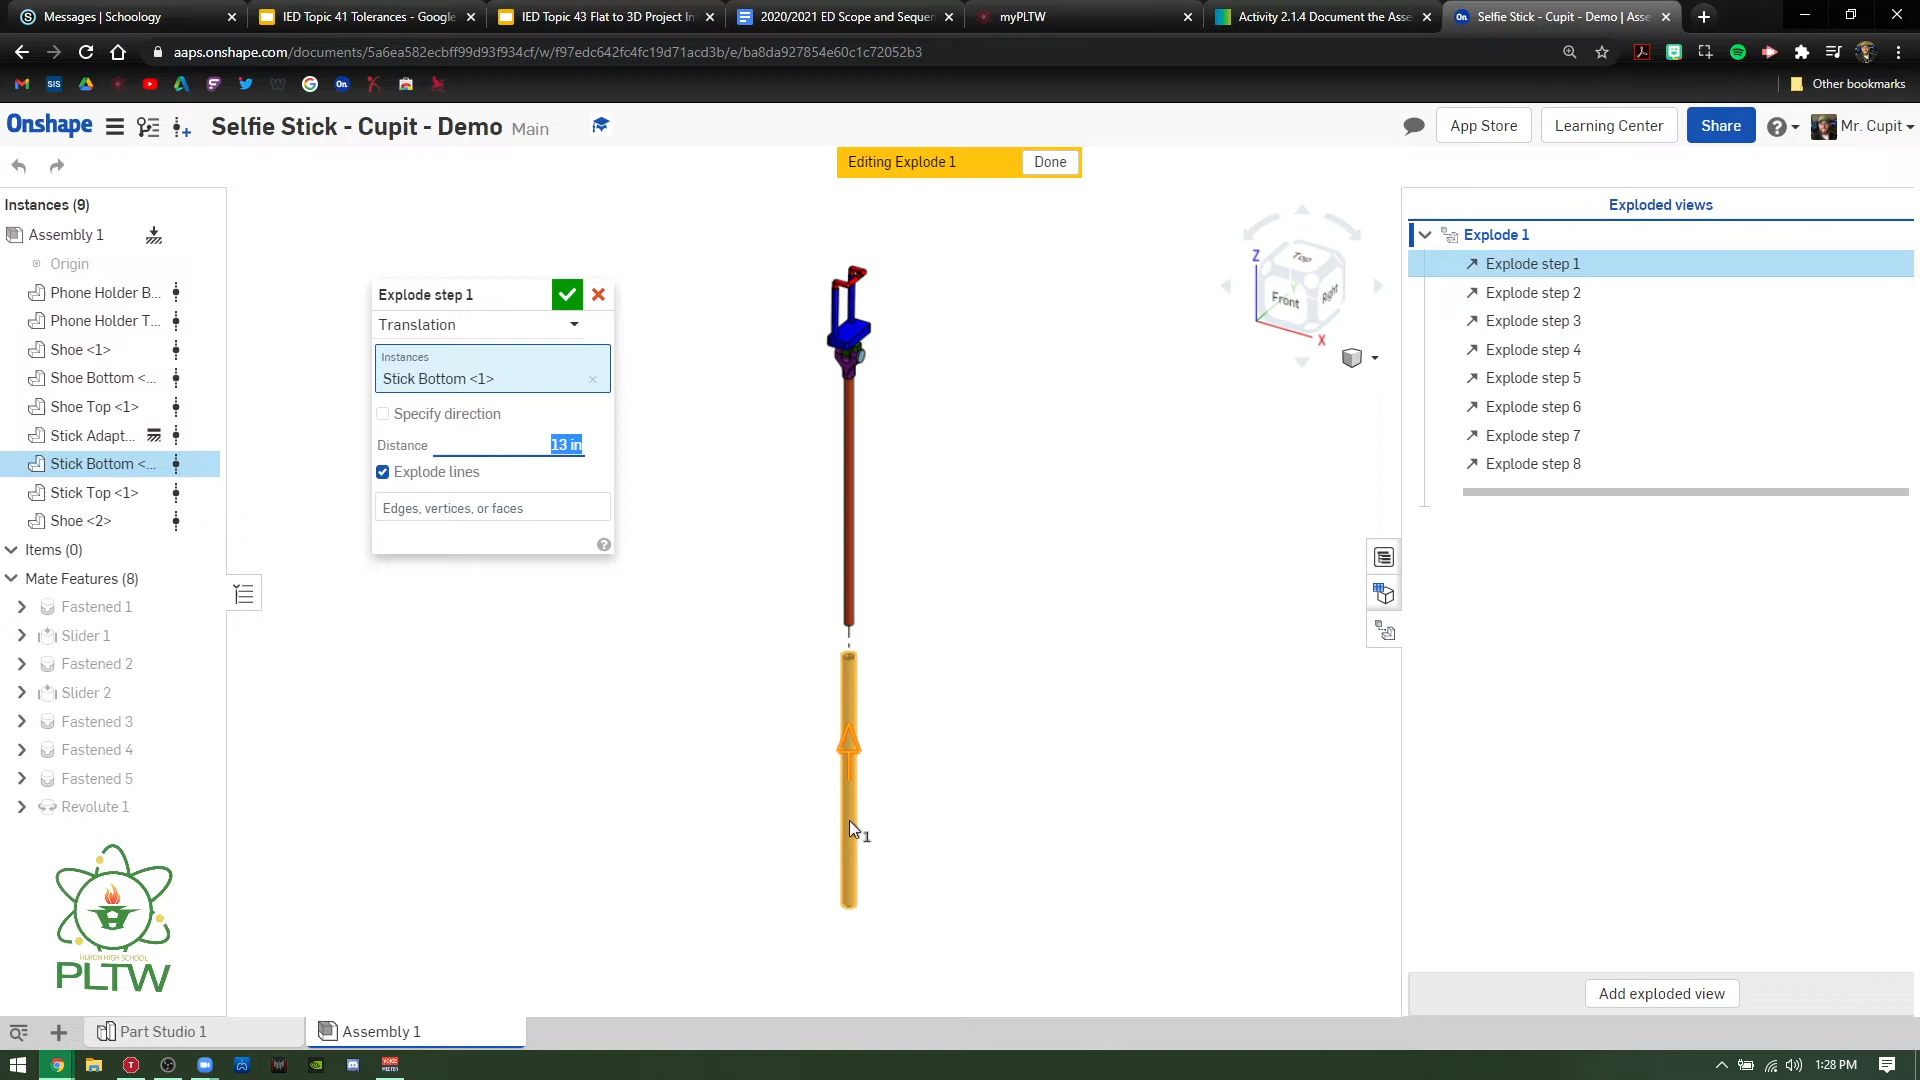 Messages | Schoology
IED Topic 41 Tolerances - Google
IED Topic 43 Flat to 3D Project In
2020/2021 ED Scope and Sequen
myPLTW
Activity 2.1.4 Document the Asse
Selfie Stick - Cupit - Demo | Asse
aaps.onshape.com/documents/5a6ea582ecbff99d93f934cf/w/f97edc642fc4fc19d71acd3b/e/ba8da927854e60c1c72052b3
Other bookmarks
Onshape
Selfie Stick - Cupit - Demo Main
App Store
Learning Center
Share
Mr. Cupit
Editing Explode 1
Done
Instances (9)
Assembly 1
Origin
Phone Holder B...
Phone Holder T...
Shoe <1>
Shoe Bottom <...
Shoe Top <1>
Stick Adapt...
Stick Bottom <...
Stick Top <1>
Shoe <2>
Items (0)
Mate Features (8)
Fastened 1
Slider 1
Fastened 2
Slider 2
Fastened 3
Fastened 4
Fastened 5
Revolute 1
HURON HIGH SCHOOL
PLTW
Explode step 1
Translation
Instances
Stick Bottom <1>
Specify direction
Distance 13 in
Explode lines
Edges, vertices, or faces
1
Z
Top
Front
Right
Y
X
Exploded views
Explode 1
Explode step 1
Explode step 2
Explode step 3
Explode step 4
Explode step 5
Explode step 6
Explode step 7
Explode step 8
Add exploded view
Part Studio 1
Assembly 1
1:28 PM